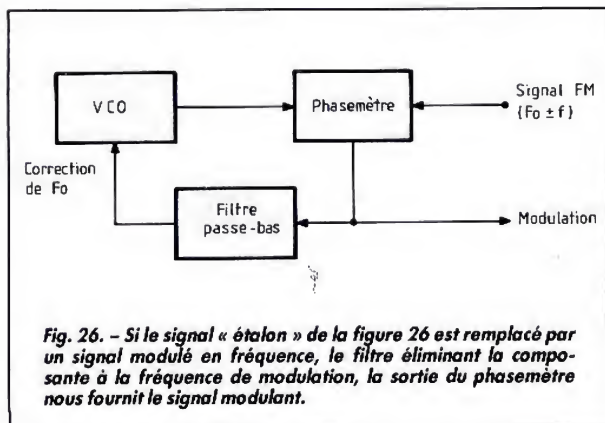 VCO
Phasemètre
Signal FM
{Fo ± f}
Correction
de Fo
Filtre
passe-bas
Modulation
Fig. 26. – Si le signal « étalon » de la figure 26 est remplacé par
un signal modulé en fréquence, le filtre éliminant la compo-
sante à la fréquence de modulation, la sortie du phasemètre
nous fournit le signal modulant.